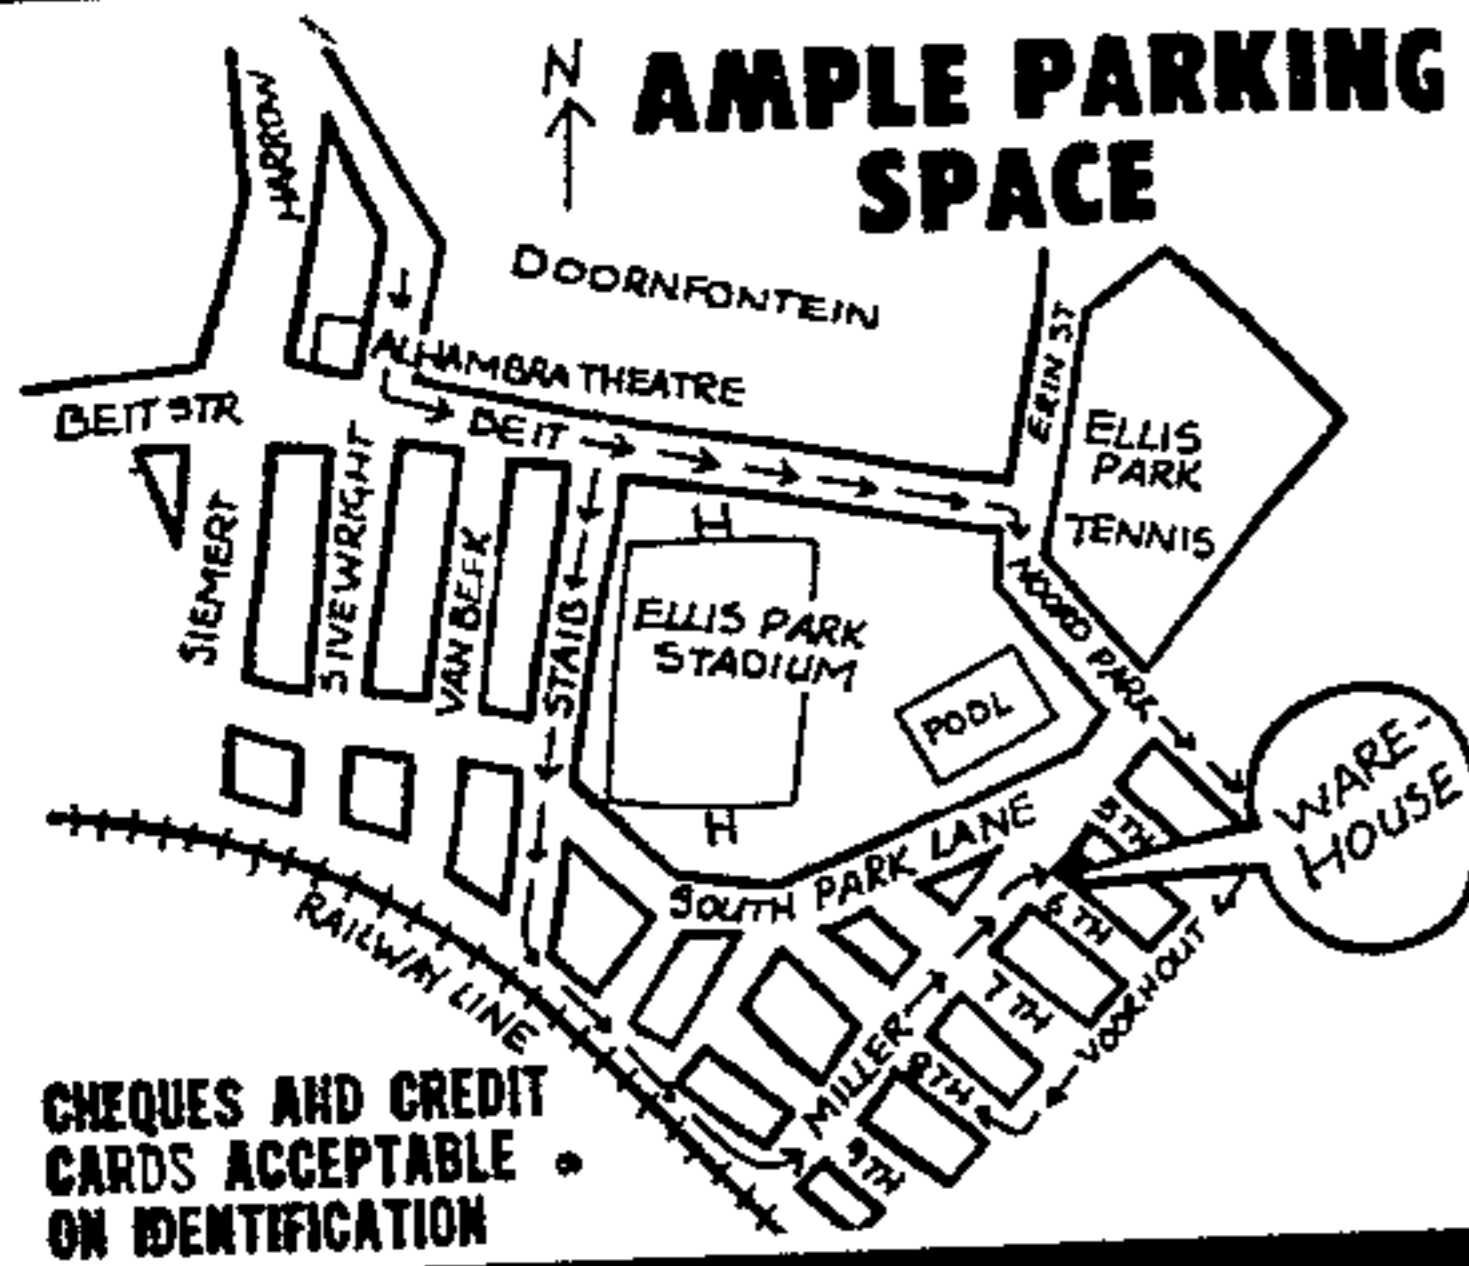 AMPLE PARKING
SPACE
N
HARROW
DOORNFONTEIN
ALHAMBRA THEATRE
BEIT STR
BEIT
ERIN ST
ELLIS
PARK
TENNIS
SIEMERT
SIVEWRIGHT
VAN BEEK
STAIB
H
ELLIS PARK
STADIUM
H
NOORD PARK
POOL
WARE-
HOUSE
SOUTH PARK LANE
5TH
6TH
7TH
8TH
9TH
MILLER
VOORHOUT
RAILWAY LINE
CHEQUES AND CREDIT
CARDS ACCEPTABLE
ON IDENTIFICATION